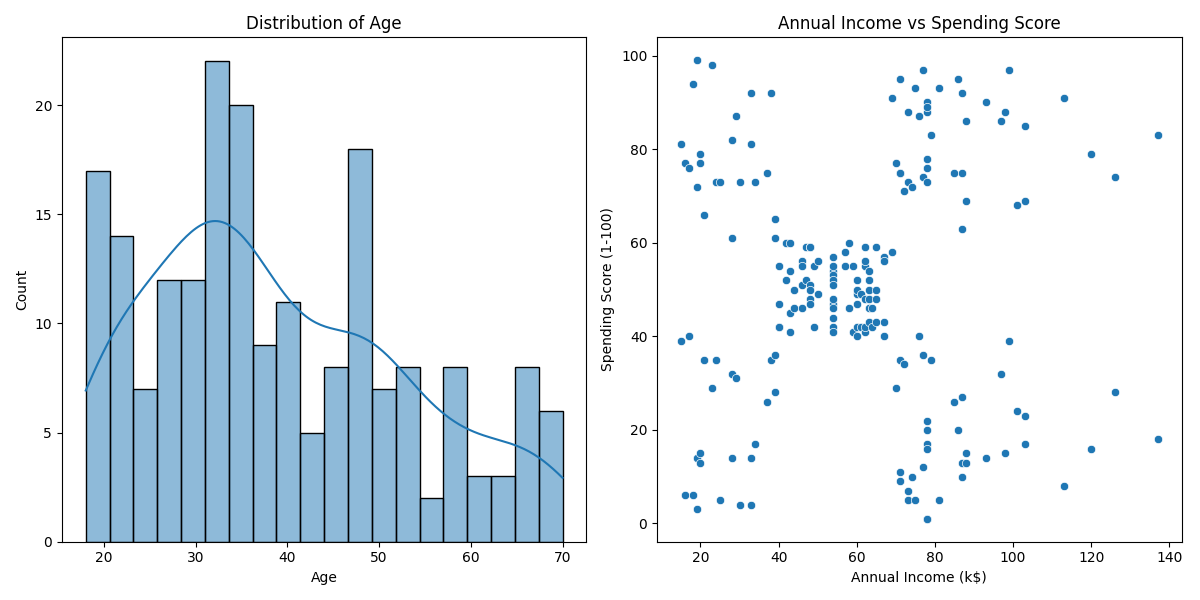 Distribution of Age
Count
20
15
10
5
0
20 30 40 50 60 70
Age
Annual Income vs Spending Score
Spending Score (1-100)
100
80
60
40
20
0
20 40 60 80 100 120 140
Annual Income (k$)